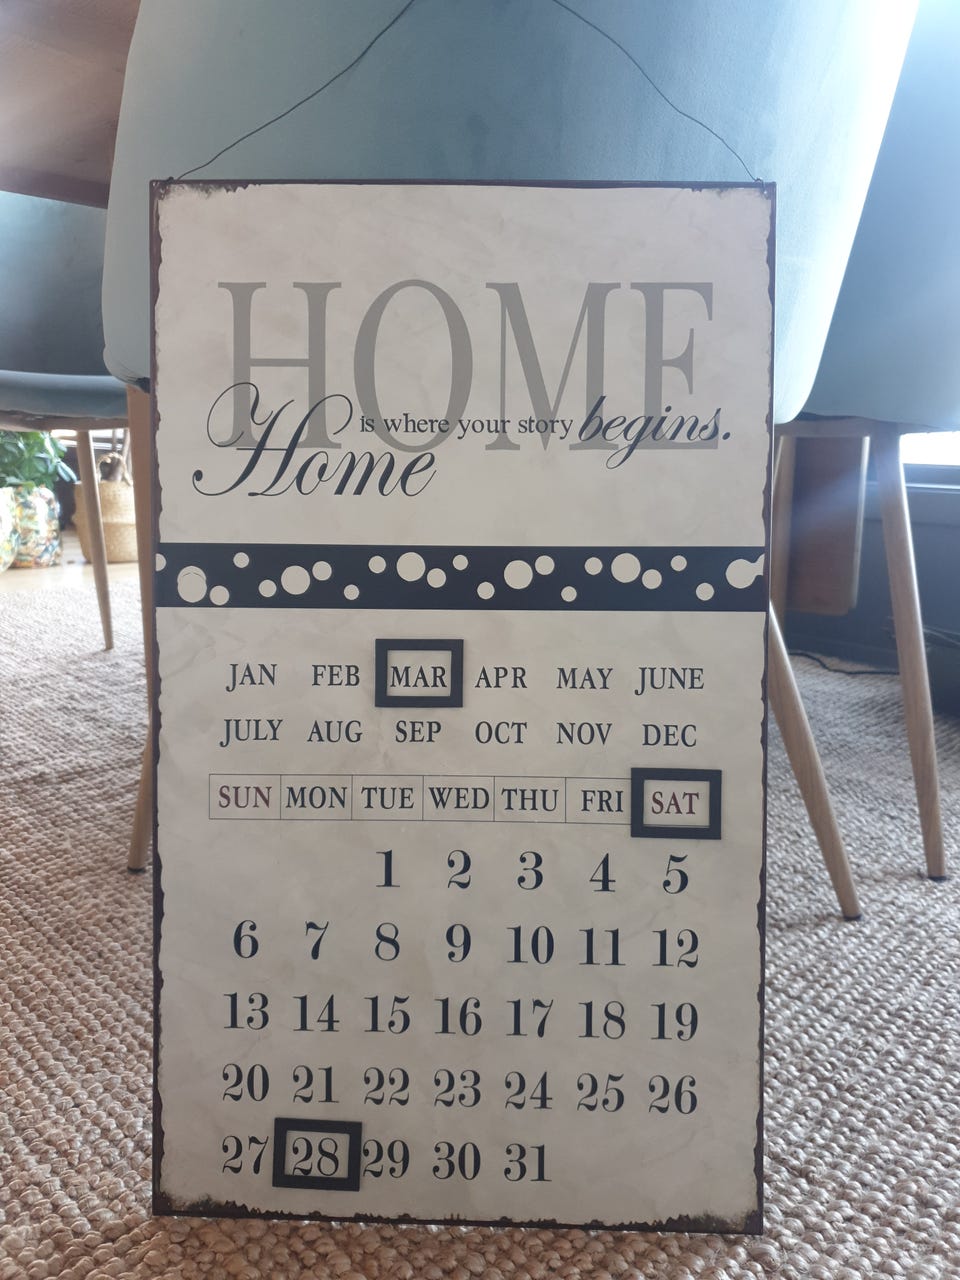 HOME
Home is where your story begins.
JAN FEB MAR APR MAY JUNE
JULY AUG SEP OCT NOV DEC
SUN MON TUE WED THU FRI SAT
1 2 3 4 5
6 7 8 9 10 11 12
13 14 15 16 17 18 19
20 21 22 23 24 25 26
27 28 29 30 31